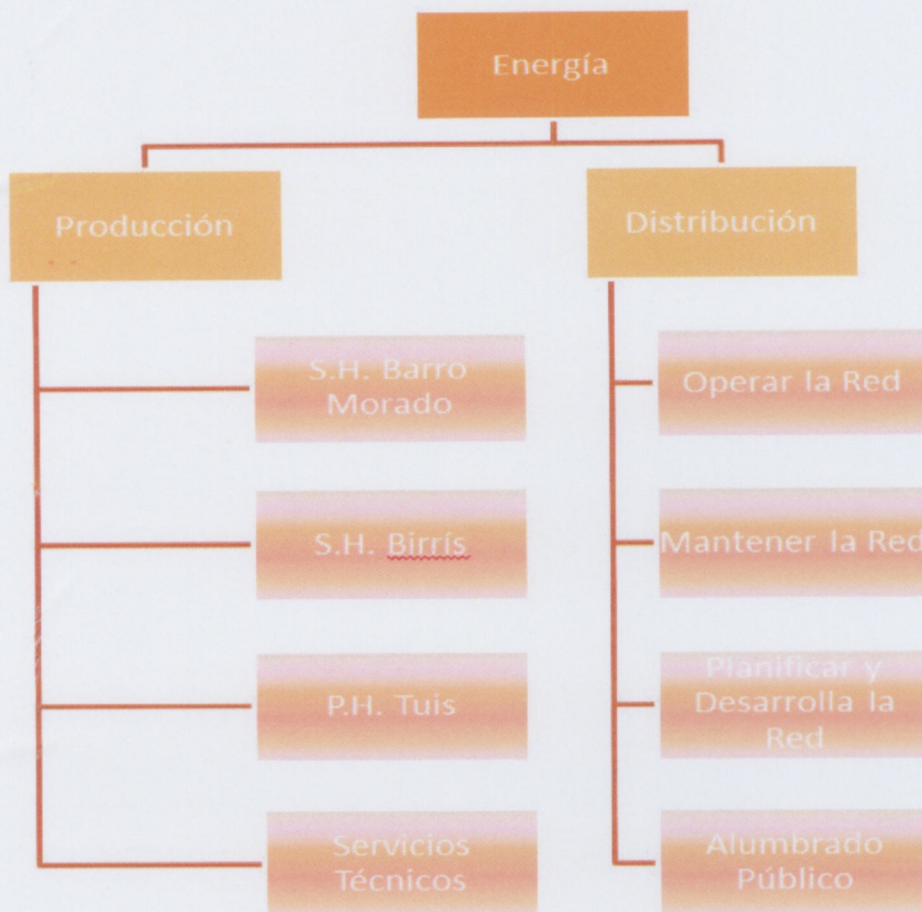 Energía
Producción
Distribución
S.H. Barro
Morado
Operar la Red
S.H. Birrís
Mantener la Red
P.H. Tuis
Planificar y
Desarrolla la
Red
Servicios
Técnicos
Alumbrado
Público